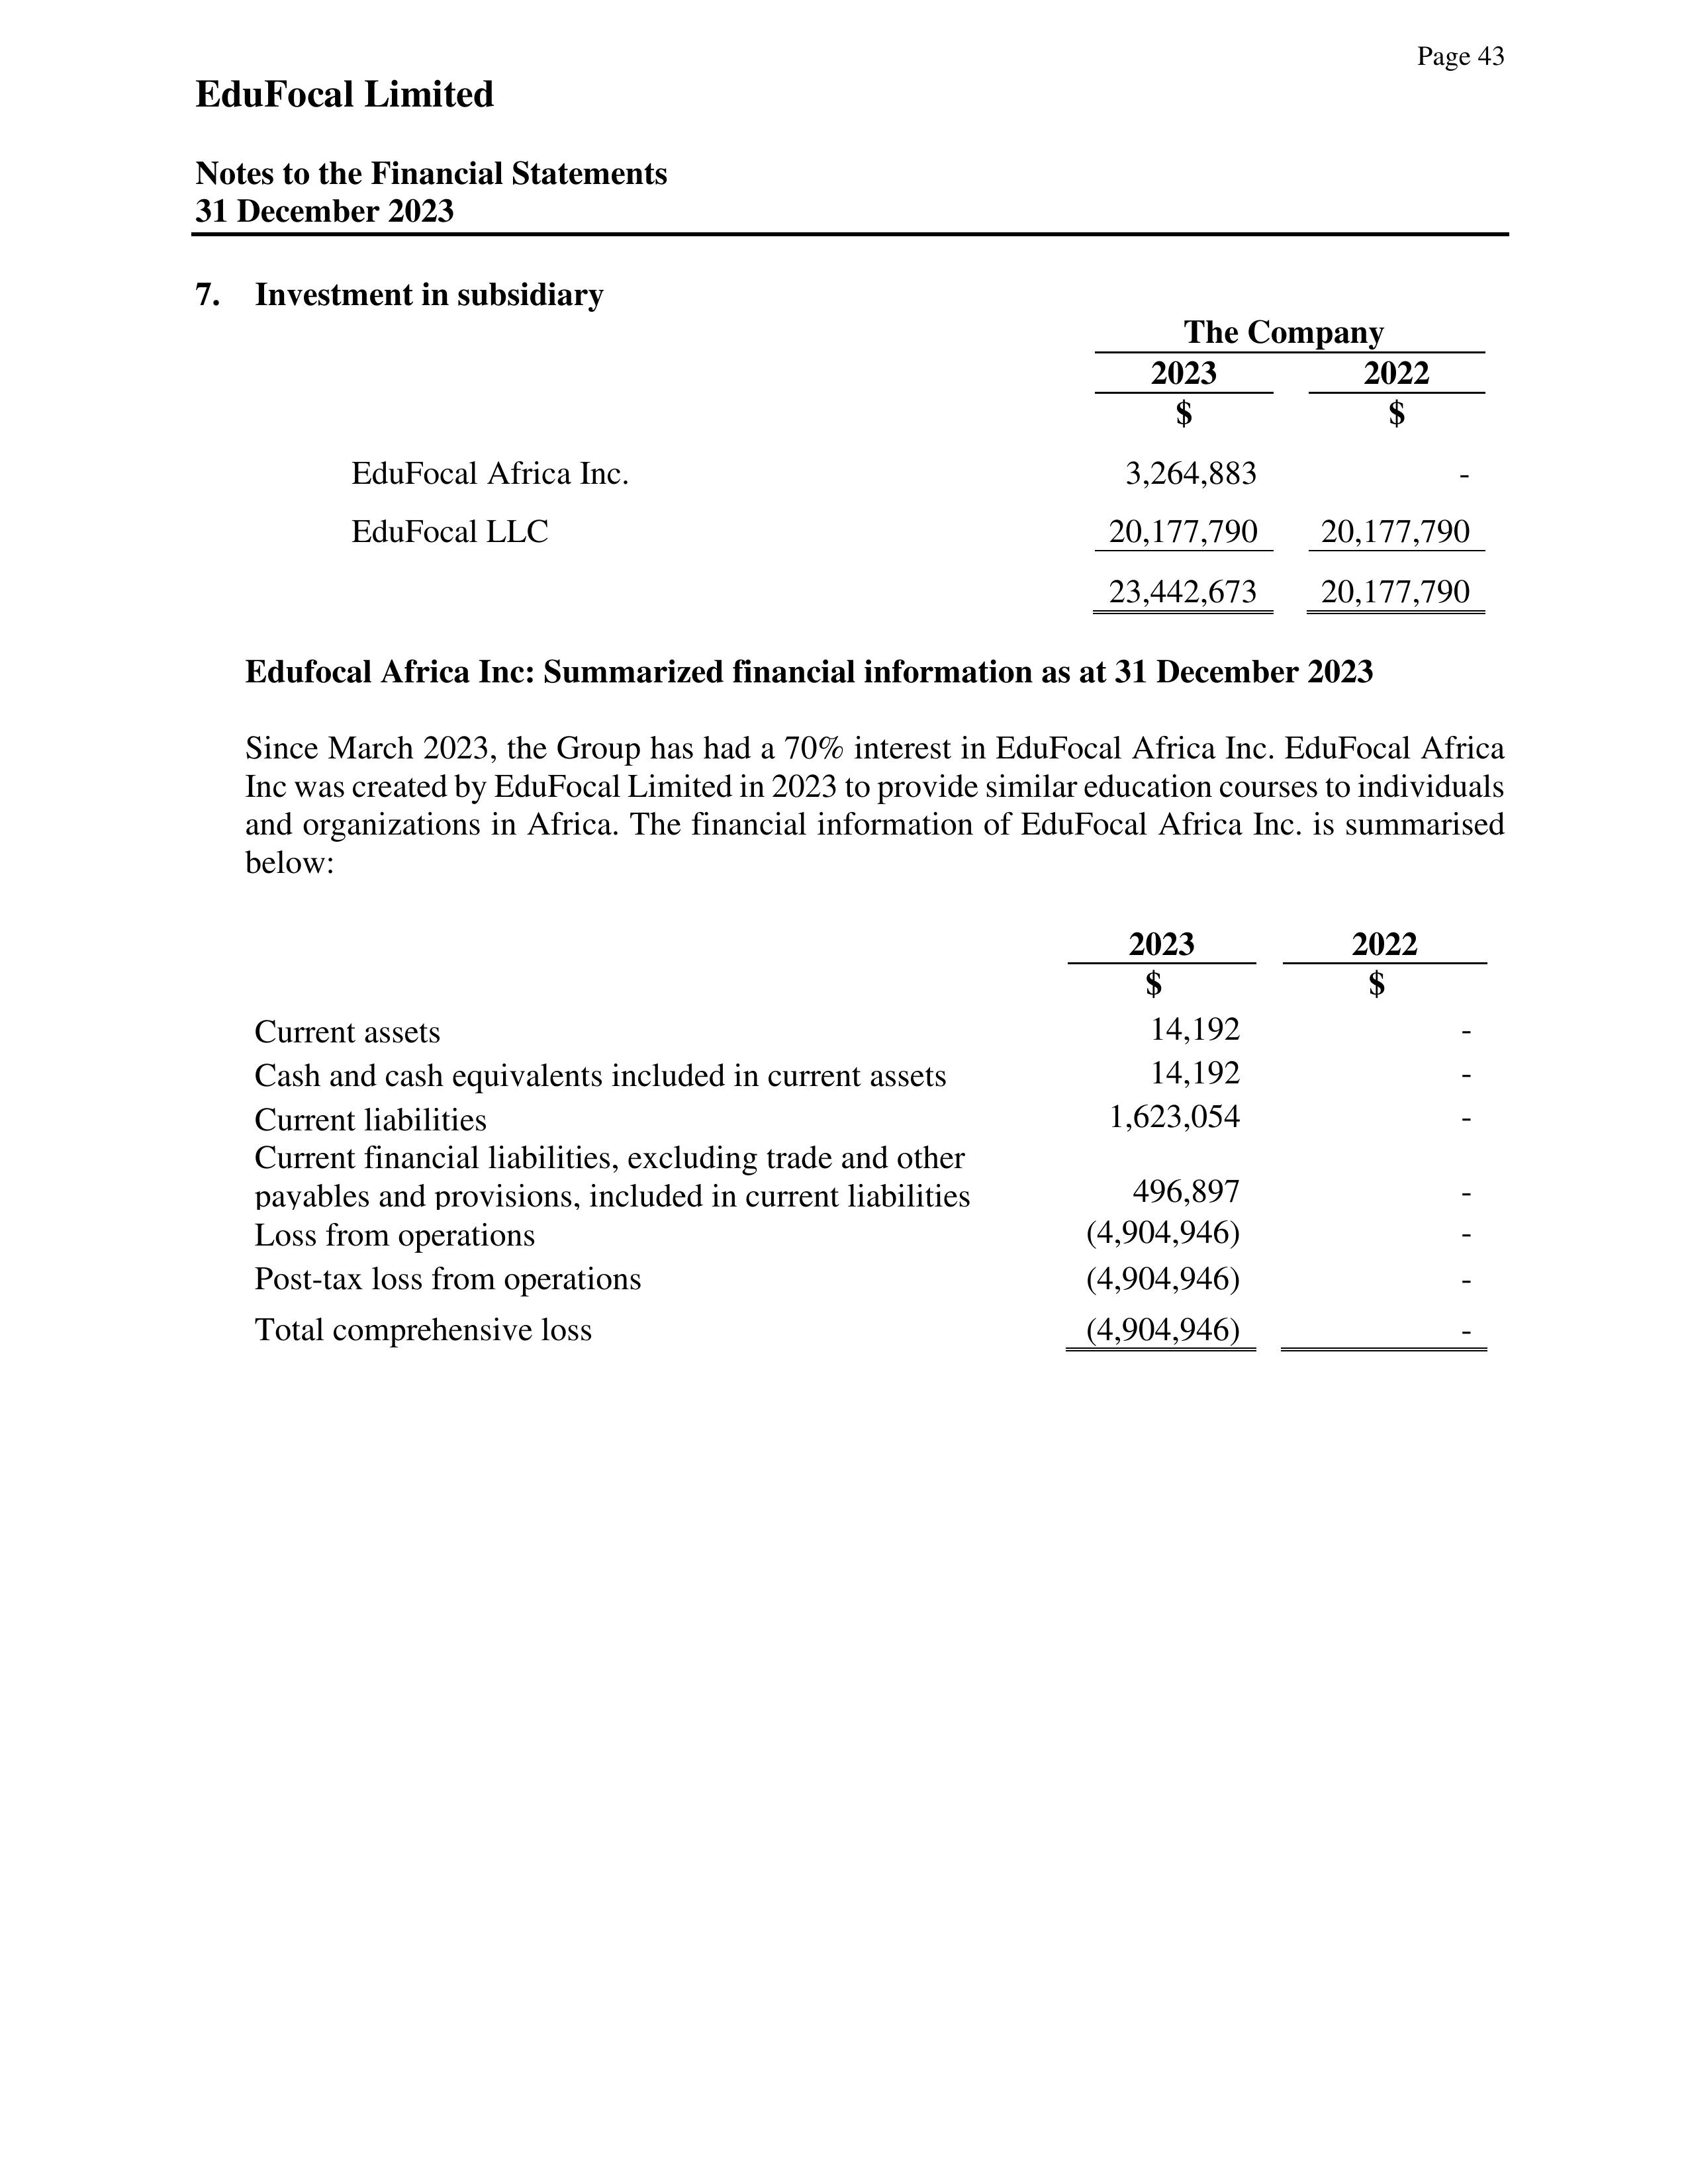 Page 43
EduFocal Limited
Notes to the Financial Statements
31 December 2023
7. Investment in subsidiary
The Company
2023 2022
$ $
EduFocal Africa Inc. 3,264,883 -
EduFocal LLC 20,177,790 20,177,790
23,442,673 20,177,790
Edufocal Africa Inc: Summarized financial information as at 31 December 2023
Since March 2023, the Group has had a 70% interest in EduFocal Africa Inc. EduFocal Africa
Inc was created by EduFocal Limited in 2023 to provide similar education courses to individuals
and organizations in Africa. The financial information of EduFocal Africa Inc. is summarised
below:
2023 2022
$ $
Current assets 14,192 -
Cash and cash equivalents included in current assets 14,192 -
Current liabilities 1,623,054 -
Current financial liabilities, excluding trade and other
payables and provisions, included in current liabilities 496,897 -
Loss from operations (4,904,946) -
Post-tax loss from operations (4,904,946) -
Total comprehensive loss (4,904,946) -